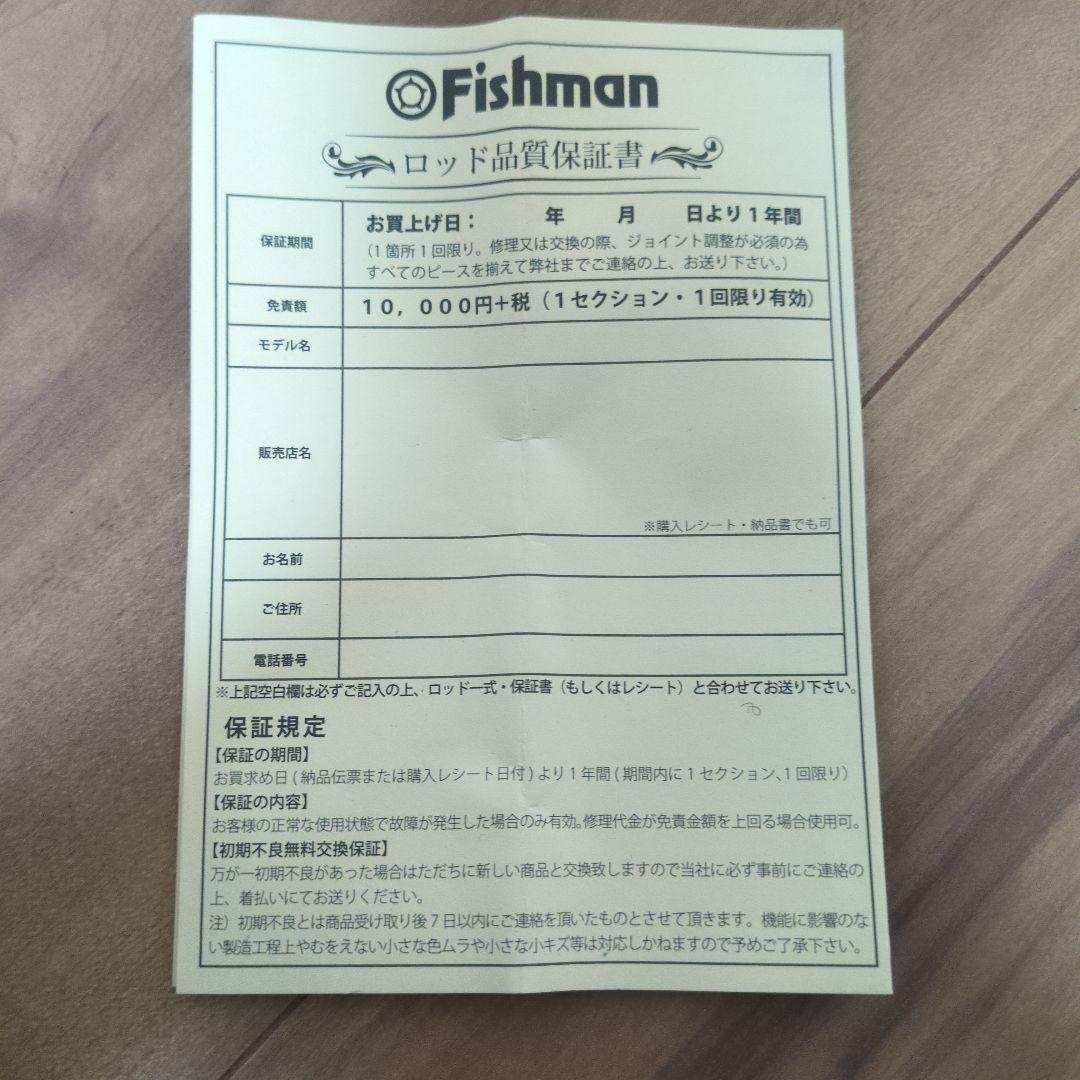 Fishman
ロッド品質保証書
保証期間
お買上げ日： 年 月 日より１年間
（１箇所１回限り。修理又は交換の際、ジョイント調整が必須の為
すべてのピースを揃えて弊社までご連絡の上、お送り下さい。）
免責額
１０，０００円＋税（１セクション・１回限り有効）
モデル名
販売店名
※購入レシート・納品書でも可
お名前
ご住所
電話番号
※上記空白欄は必ずご記入の上、ロッド一式・保証書（もしくはレシート）と合わせてお送り下さい。
保証規定
【保証の期間】
お買求め日（納品伝票または購入レシート日付）より１年間（期間内に１セクション、１回限り）
【保証の内容】
お客様の正常な使用状態で故障が発生した場合のみ有効。修理代金が免責金額を上回る場合使用可。
【初期不良無料交換保証】
万が一初期不良があった場合はただちに新しい商品と交換致しますので当社に必ず事前にご連絡の
上、着払いにてお送りください。
注）初期不良とは商品受け取り後７日以内にご連絡を頂いたものとさせて頂きます。機能に影響のな
い製造工程上やむをえない小さな色ムラや小さな小キズ等は対応しかねますので予めご了承下さい。